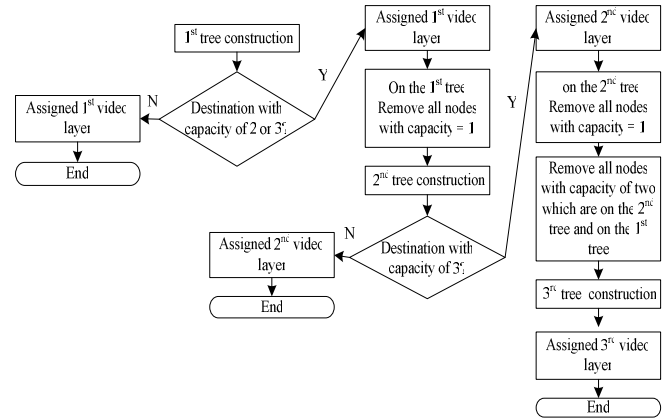 1st tree construction
Y
N
Destination with
capacity of 2 or 3?
Assigned 1st video
layer
End
Assigned 1st video
layer
On the 1st tree
Remove all nodes
with capacity = 1
2nd tree construction
Y
N
Destination with
capacity of 3?
Assigned 2nd video
layer
End
Assigned 2nd video
layer
on the 2nd tree
Remove all nodes
with capacity = 1
Remove all nodes
with capacity of two
which are on the 2nd
tree and on the 1st
tree
3rd tree construction
Assigned 3rd video
layer
End